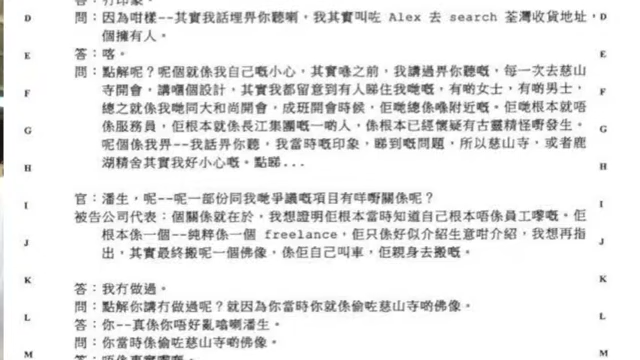 答：冇印象。
D 問：因為咁樣--其實我話埋畀你聽喇，我其實叫咗 Alex 去 search 荃灣收貨地址， D
個擁有人。
E 答：咯。 E
問：點解呢？呢個就係我自己嘅小心，其實喺之前，我講過畀你聽嘅，每一次去慈山
F 寺開會，講嗰個設計，其實我都留意到有人睇住我哋嘅，有啲女士，有啲男士， F
總之就係我哋同大和尚開會，成班開會時候，佢哋總係喺附近嘅。佢哋根本就唔
G 係服務員，佢根本就係長江集團嘅一啲人，係根本已經懷疑有古靈精怪嘢發生。 G
呢個係我畀--我話你聽，我當時嘅印象，睇到嘅問題，所以慈山寺，或者鹿
H 湖精舍其實我好小心嘅。點睇... H
I 官：潘生，呢--呢一部份同我哋爭議嘅項目有咩嘢關係呢？ I
被告公司代表：個關係就在於，我想證明佢根本當時知道自己根本唔係員工嚟嘅。佢
J 根本係一個--純粹係一個 freelance，佢只係好似介紹生意咁介紹，我想再指 J
出，其實最終搬呢一個佛像，係佢自己叫車，佢親身去搬嘅。
K K
答：我冇做過。
L 問：點解你講冇做過呢？就因為你當時你就係偷咗慈山寺啲佛像。 L
答：你--真係你唔好亂噏喇潘生。
M 問：你當時係偷咗慈山寺啲佛像。 M